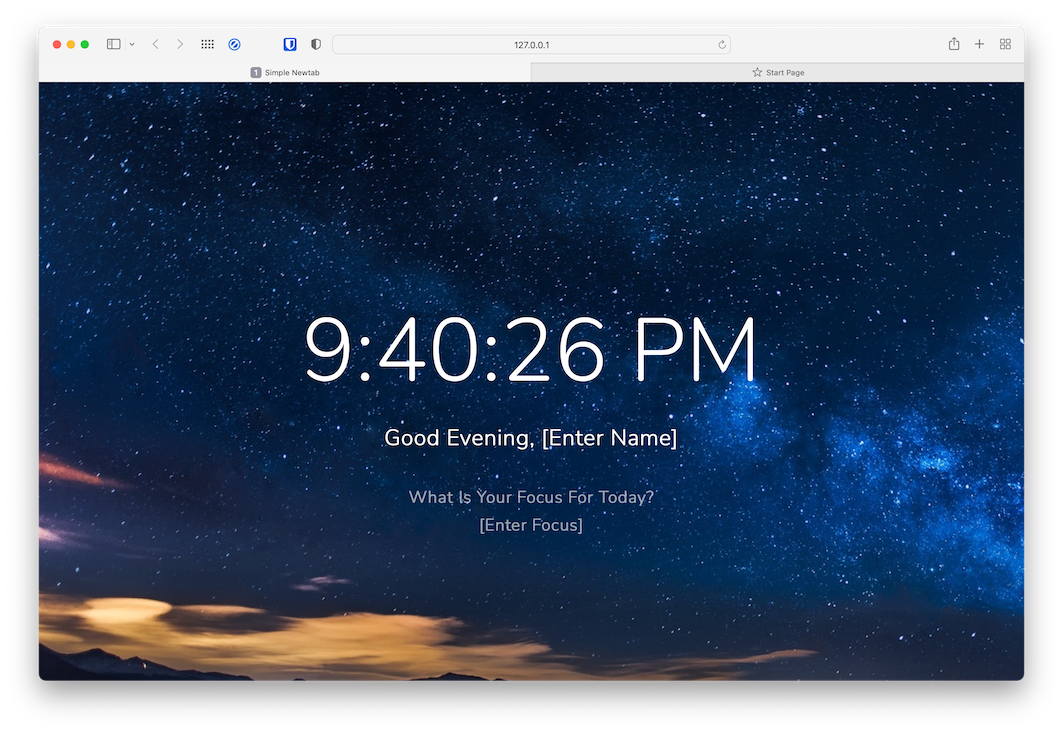 127.0.0.1
1 Simple Newtab
Start Page
9:40:26 PM
Good Evening, [Enter Name]
What Is Your Focus For Today?
[Enter Focus]